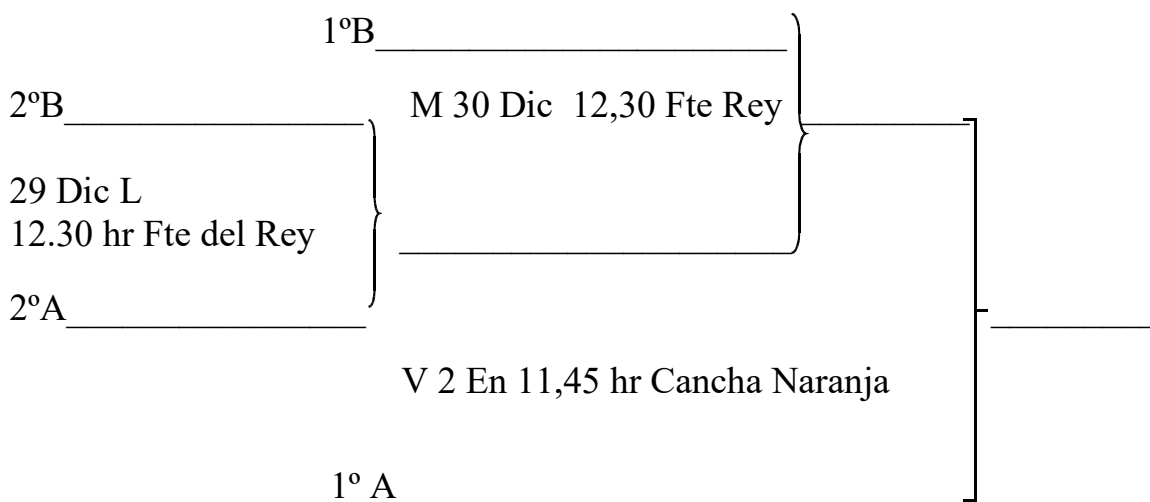 1ºB
2ºB
M 30 Dic 12,30 Fte Rey
29 Dic L
12.30 hr Fte del Rey
2ºA
V 2 En 11,45 hr Cancha Naranja
1º A